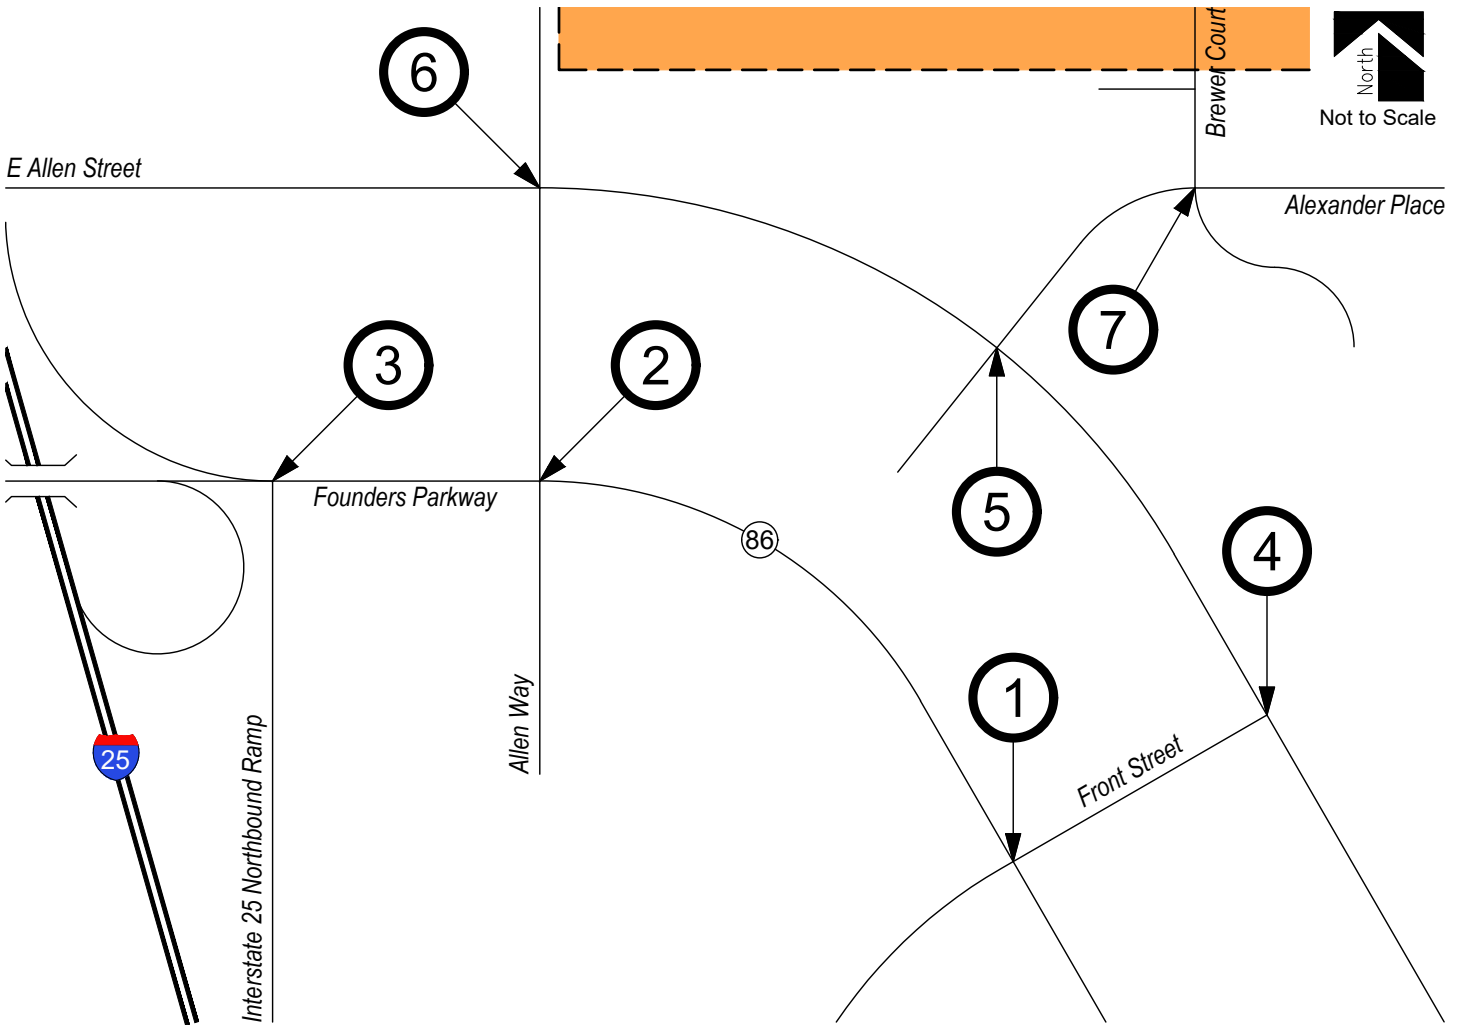 6
Brewer Court
North
Not to Scale
E Allen Street
Alexander Place
7
3
2
Founders Parkway
5
86
4
Allen Way
1
25
Interstate 25 Northbound Ramp
Front Street